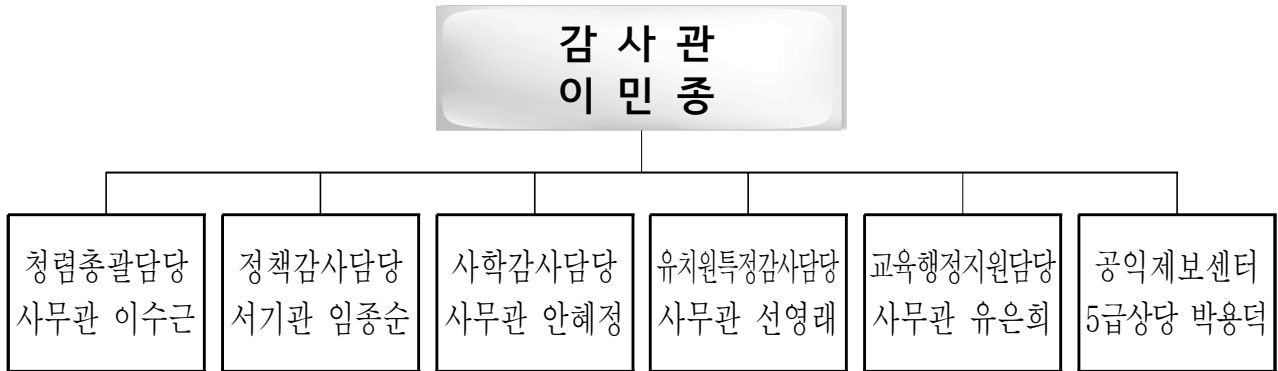 감 사 관
이 민 종
청렴총괄담당
사무관 이수근
정책감사담당
서기관 임종순
사학감사담당
사무관 안혜정
유치원특정감사담당
사무관 선영래
교육행정지원담당
사무관 유은희
공익제보센터
5급상당 박용덕